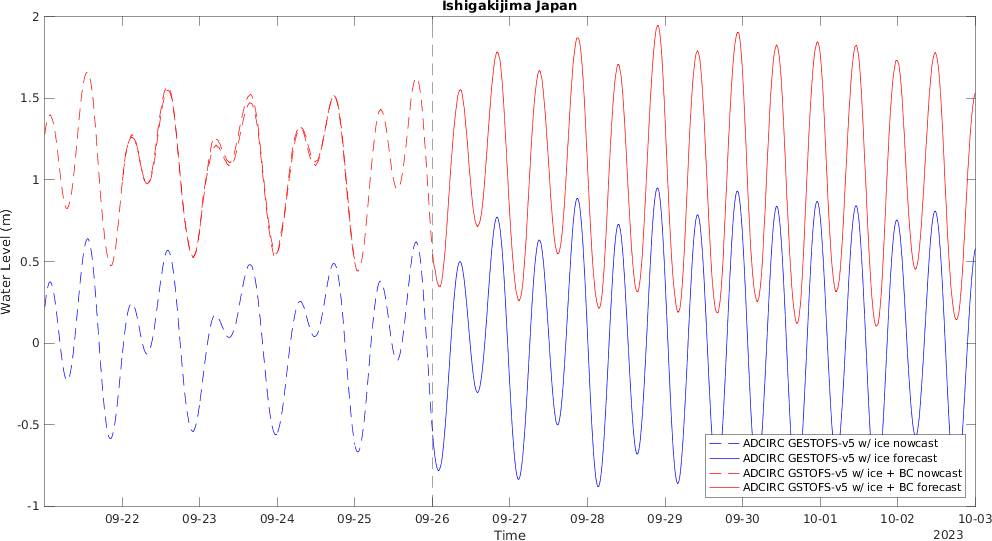 Ishigakijima Japan
2
1.5
1
0.5
0
-0.5
-1
Water Level (m)
09-22 09-23 09-24 09-25 09-26 09-27 09-28 09-29 09-30 10-01 10-02 10-03
Time
2023
ADCIRC GESTOFS-v5 w/ ice nowcast
ADCIRC GESTOFS-v5 w/ ice forecast
ADCIRC GSTOFS-v5 w/ ice + BC nowcast
ADCIRC GSTOFS-v5 w/ ice + BC forecast